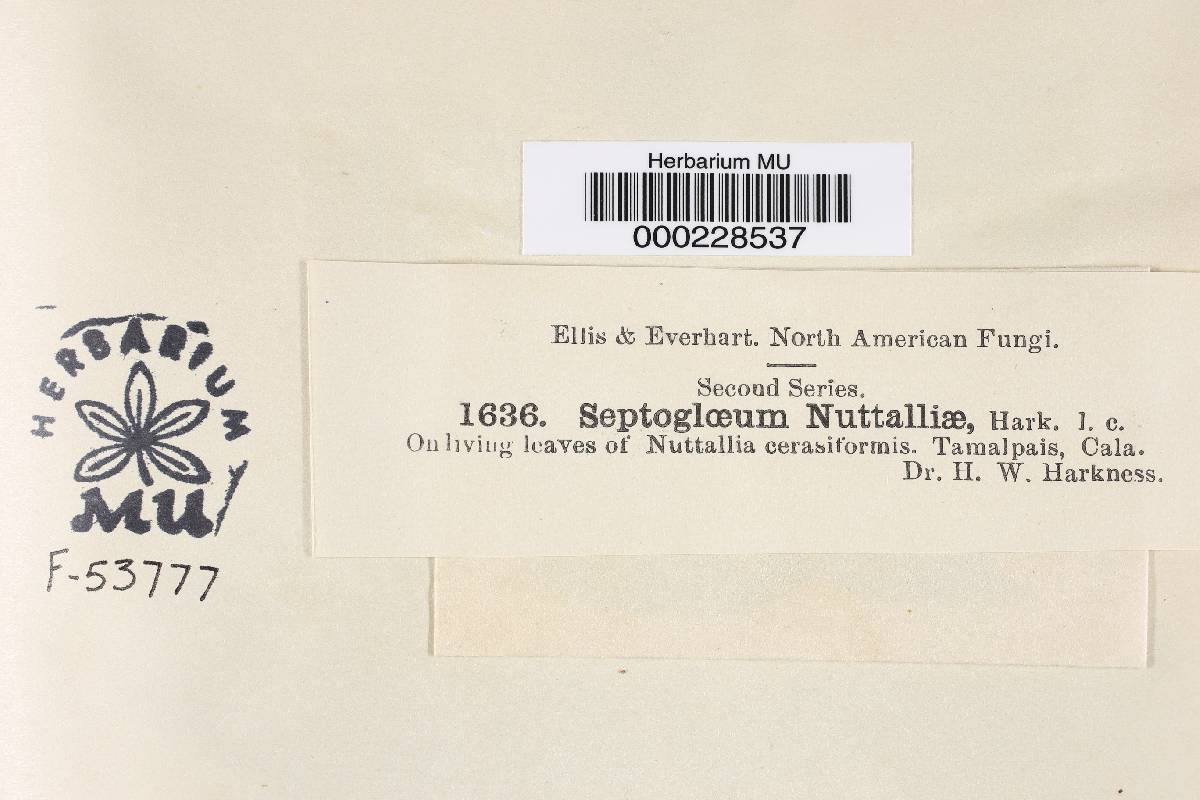 Herbarium MU
000228537
Ellis & Everhart. North American Fungi.
Second Series.
1636. Septoglœum Nuttalliæ, Hark. l. c.
On living leaves of Nuttallia cerasiformis. Tamalpais, Cala.
Dr. H. W. Harkness.
HERBARIUM
MU
F-53777